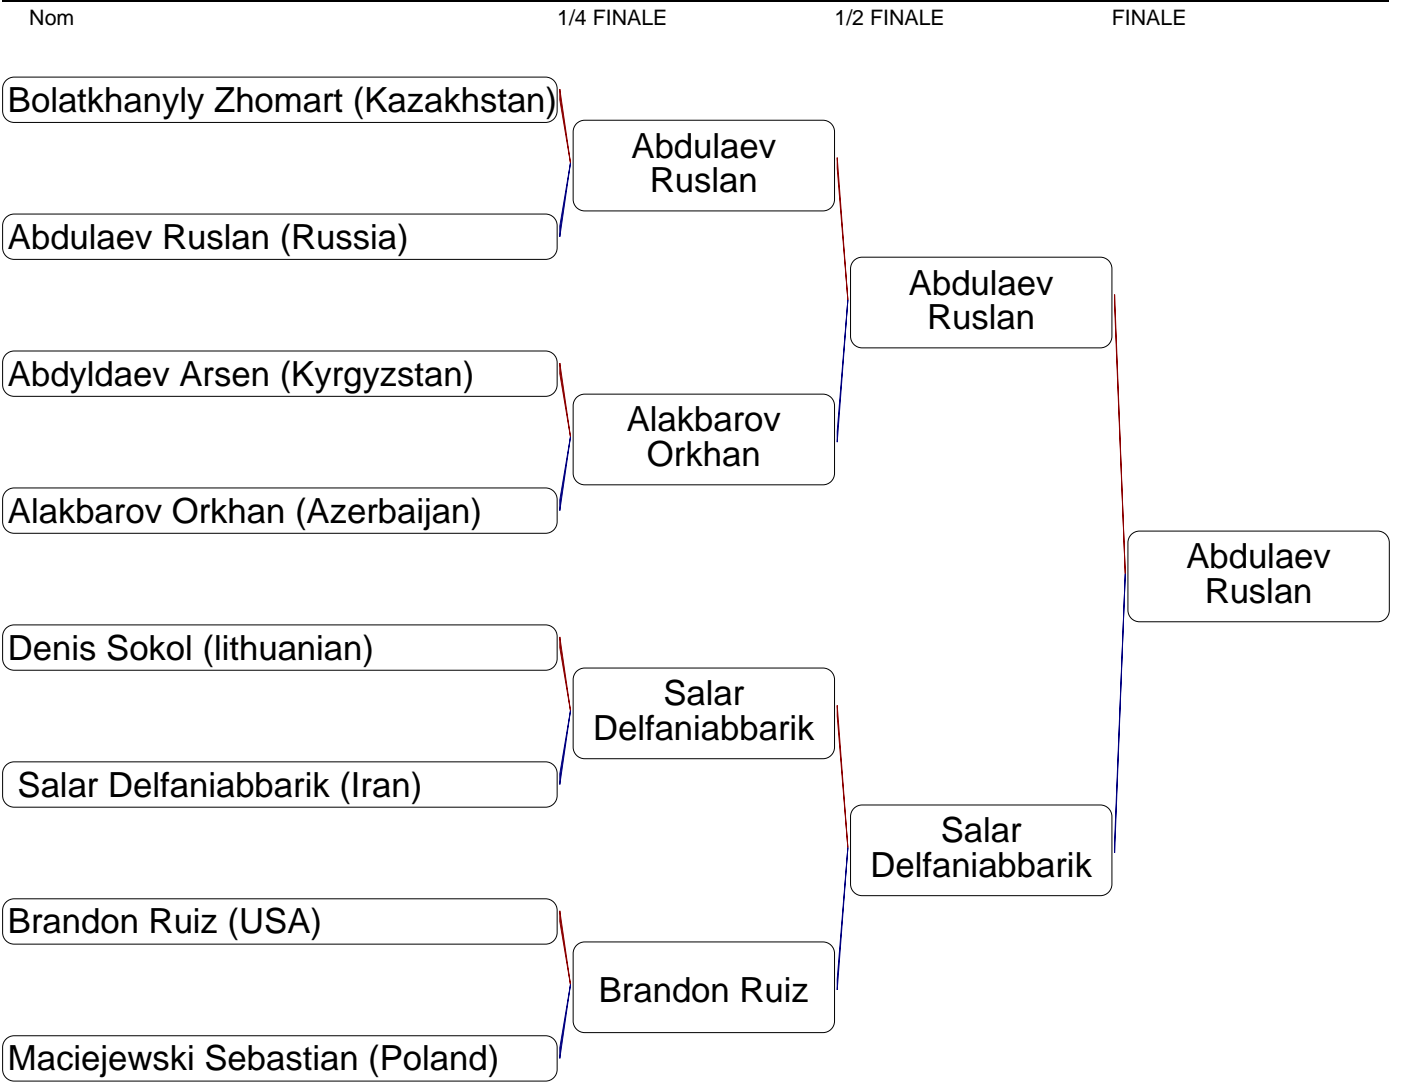 Nom 1/4 FINALE 1/2 FINALE FINALE
Bolatkhanyly Zhomart (Kazakhstan)
Abdulaev
Ruslan
Abdulaev Ruslan (Russia)
Abdulaev
Ruslan
Abdyldaev Arsen (Kyrgyzstan)
Alakbarov
Orkhan
Alakbarov Orkhan (Azerbaijan)
Abdulaev
Ruslan
Denis Sokol (lithuanian)
Salar
Delfaniabbarik
Salar Delfaniabbarik (Iran)
Salar
Delfaniabbarik
Brandon Ruiz (USA)
Brandon Ruiz
Maciejewski Sebastian (Poland)